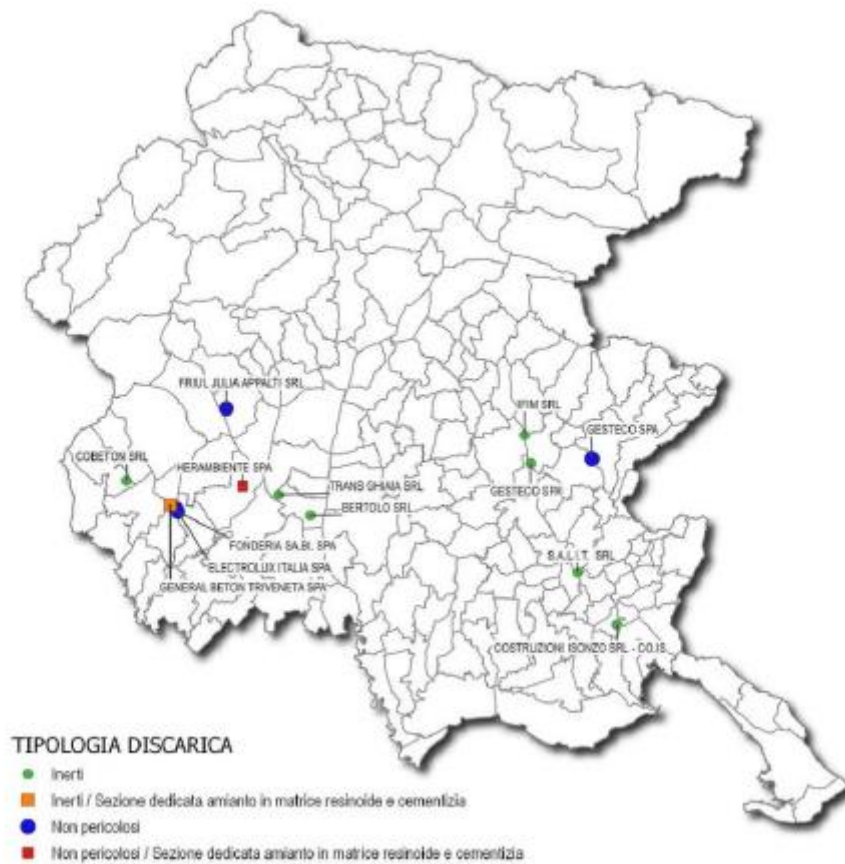 FRIUL JULIA APPALTI SRL
IFIM SRL
GESTECO SPA
COBETON SRL
HERAMBIENTE SPA
TRANS GHIAIA SRL
GESTECO SPA
BERTOLO SRL
FONDERIA SA.BI. SPA
S.A.L.I.T. SRL
ELECTROLUX ITALIA SPA
GENERAL BETON TRIVENETA SPA
COSTRUZIONI ISONZO SRL - CO.IS.
TIPOLOGIA DISCARICA
Inerti
Inerti / Sezione dedicata amianto in matrice resinoide e cementizia
Non pericolosi
Non pericolosi / Sezione dedicata amianto in matrice resinoide e cementizia